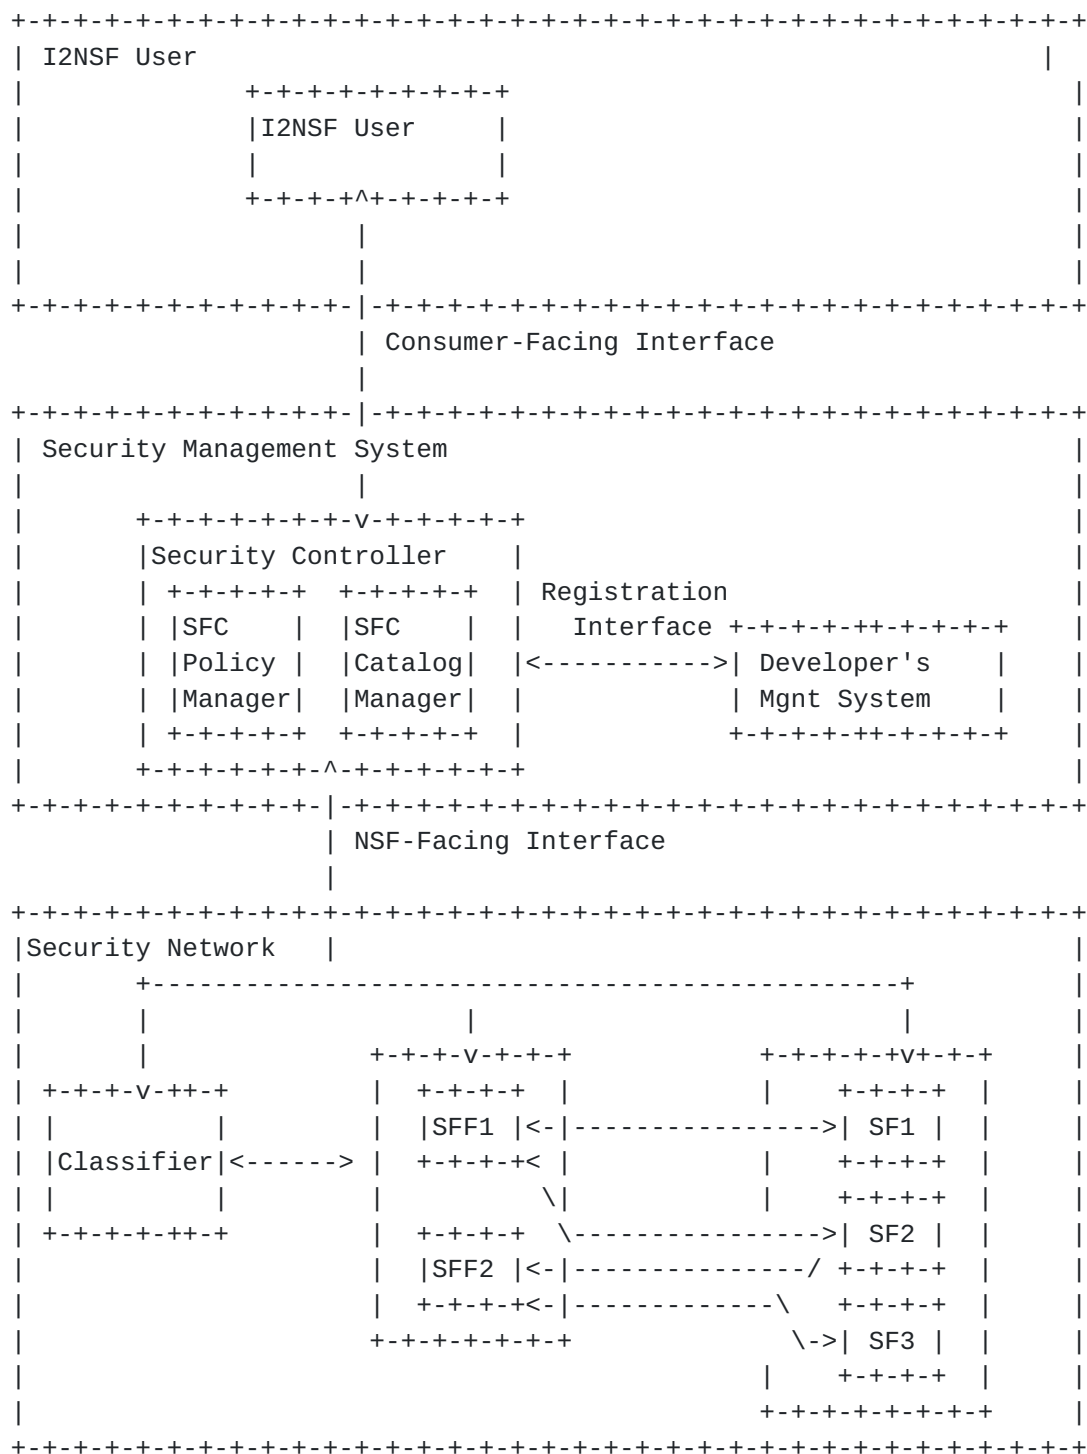 +-+-+-+-+-+-+-+-+-+-+-+-+-+-+-+-+-+-+-+-+-+-+-+-+-+-+-+-+-+-+-+-+-+-+
| I2NSF User                                                      |
|              +-+-+-+-+-+-+-+-+                                    |
|              |I2NSF User     |                                    |
|              |               |                                    |
|              +-+-+-+^+-+-+-+-+                                    |
|                     |                                             |
|                     |                                             |
+-+-+-+-+-+-+-+-+-+-+-|-+-+-+-+-+-+-+-+-+-+-+-+-+-+-+-+-+-+-+-+-+-+-+
                      | Consumer-Facing Interface
                      |
+-+-+-+-+-+-+-+-+-+-+-|-+-+-+-+-+-+-+-+-+-+-+-+-+-+-+-+-+-+-+-+-+-+-+
| Security Management System                                        |
|                     |                                             |
|       +-+-+-+-+-+-+-v-+-+-+-+-+                                   |
|       |Security Controller    |                                   |
|       | +-+-+-+-+  +-+-+-+-+  | Registration                      |
|       | |SFC    |  |SFC    |  |   Interface +-+-+-+-++-+-+-+-+    |
|       | |Policy |  |Catalog|  |<----------->| Developer's    |    |
|       | |Manager|  |Manager|  |             | Mgnt System    |    |
|       | +-+-+-+-+  +-+-+-+-+  |             +-+-+-+-++-+-+-+-+    |
|       +-+-+-+-+-+-^-+-+-+-+-+-+                                   |
+-+-+-+-+-+-+-+-+-+-|-+-+-+-+-+-+-+-+-+-+-+-+-+-+-+-+-+-+-+-+-+-+-+-+
                    | NSF-Facing Interface
                    |
+-+-+-+-+-+-+-+-+-+-+-+-+-+-+-+-+-+-+-+-+-+-+-+-+-+-+-+-+-+-+-+-+-+-+
|Security Network   |                                               |
|       +------------------------------------------------+          |
|       |                    |                           |          |
|       |              +-+-+-v-+-+-+            +-+-+-+-+v+-+-+     |
| +-+-+-v-++-+         |  +-+-+-+  |            |    +-+-+-+  |     |
| |          |         |  |SFF1 |<-|---------------->| SF1 |  |     |
| |Classifier|<------> |  +-+-+-+< |            |    +-+-+-+  |     |
| |          |         |          \|            |    +-+-+-+  |     |
| +-+-+-+-++-+         |  +-+-+-+  \---------------->| SF2 |  |     |
|                      |  |SFF2 |<-|---------------/ +-+-+-+  |     |
|                      |  +-+-+-+<-|-------------\   +-+-+-+  |     |
|                      +-+-+-+-+-+-+              \->| SF3 |  |     |
|                                               |    +-+-+-+  |     |
|                                               +-+-+-+-+-+-+-+     |
+-+-+-+-+-+-+-+-+-+-+-+-+-+-+-+-+-+-+-+-+-+-+-+-+-+-+-+-+-+-+-+-+-+-+